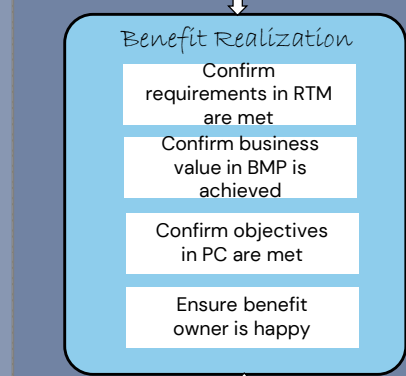 Benefit Realization
Confirm
requirements in RTM
are met
Confirm business
value in BMP is
achieved
Confirm objectives
in PC are met
Ensure benefit
owner is happy